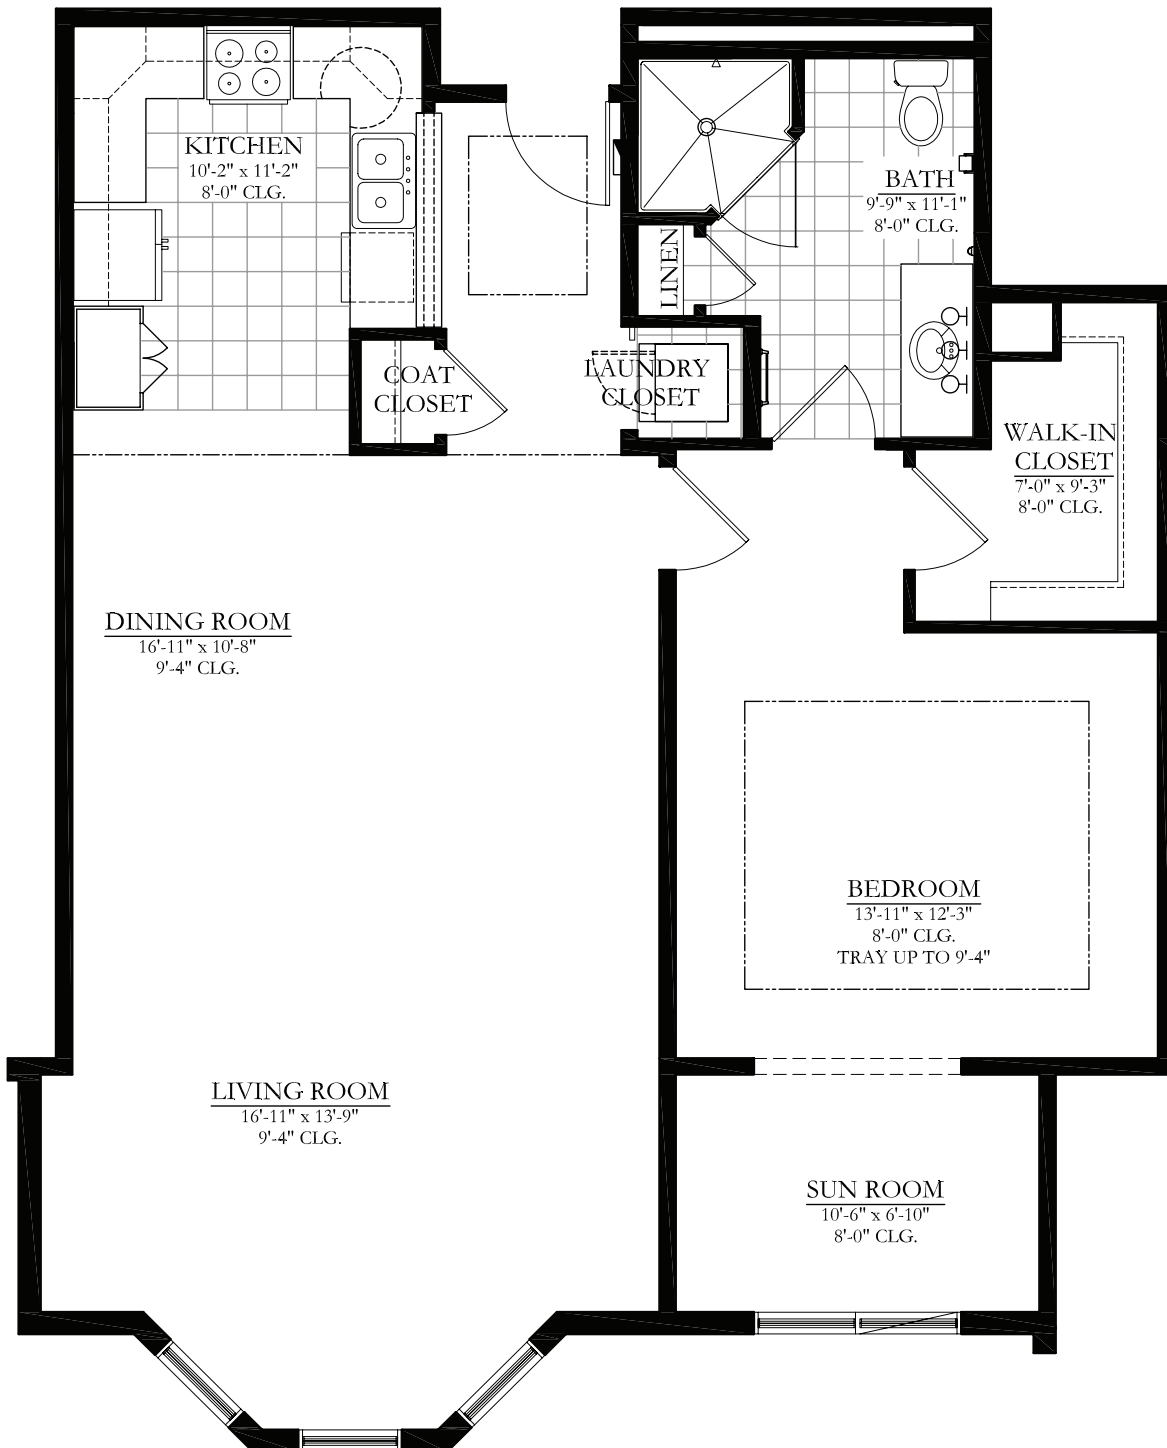 KITCHEN
10'-2" x 11'-2"
8'-0" CLG.
BATH
9'-9" x 11'-1"
8'-0" CLG.
LINEN
COAT
CLOSET
LAUNDRY
CLOSET
WALK-IN
CLOSET
7'-0" x 9'-3"
8'-0" CLG.
DINING ROOM
16'-11" x 10'-8"
9'-4" CLG.
BEDROOM
13'-11" x 12'-3"
8'-0" CLG.
TRAY UP TO 9'-4"
LIVING ROOM
16'-11" x 13'-9"
9'-4" CLG.
SUN ROOM
10'-6" x 6'-10"
8'-0" CLG.